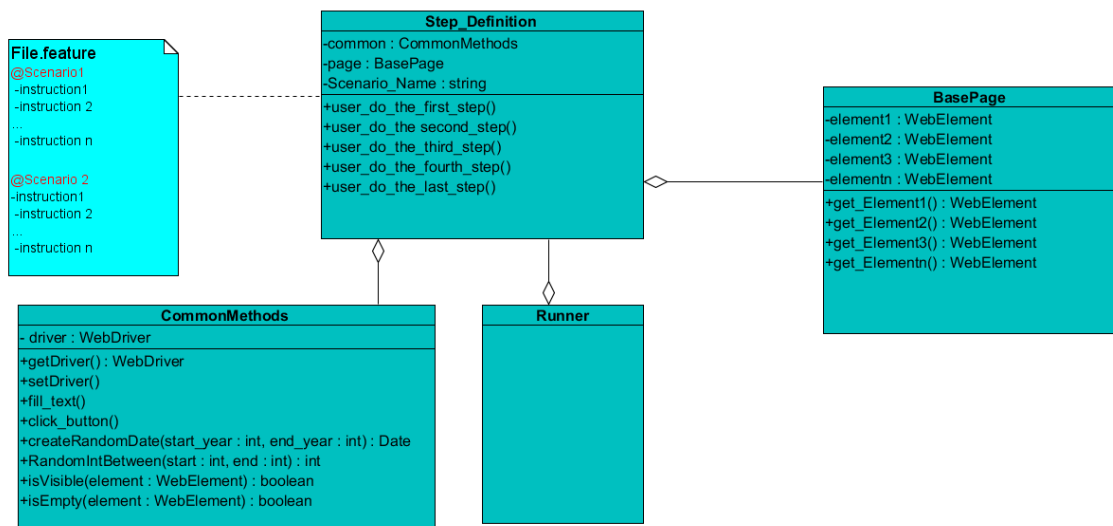 File.feature
@Scenario1
-instruction1
-instruction 2
...
-instruction n
@Scenario 2
-instruction1
-instruction 2
...
-instruction n
Step_Definition
-common : CommonMethods
-page : BasePage
-Scenario_Name : string
+user_do_the_first_step()
+user_do_the second_step()
+user_do_the_third_step()
+user_do_the_fourth_step()
+user_do_the_last_step()
BasePage
-element1 : WebElement
-element2 : WebElement
-element3 : WebElement
-elementn : WebElement
+get_Element1() : WebElement
+get_Element2() : WebElement
+get_Element3() : WebElement
+get_Elementn() : WebElement
CommonMethods
- driver : WebDriver
+getDriver() : WebDriver
+setDriver()
+fill_text()
+click_button()
+createRandomDate(start_year : int, end_year : int) : Date
+RandomIntBetween(start : int, end : int) : int
+isVisible(element : WebElement) : boolean
+isEmpty(element : WebElement) : boolean
Runner